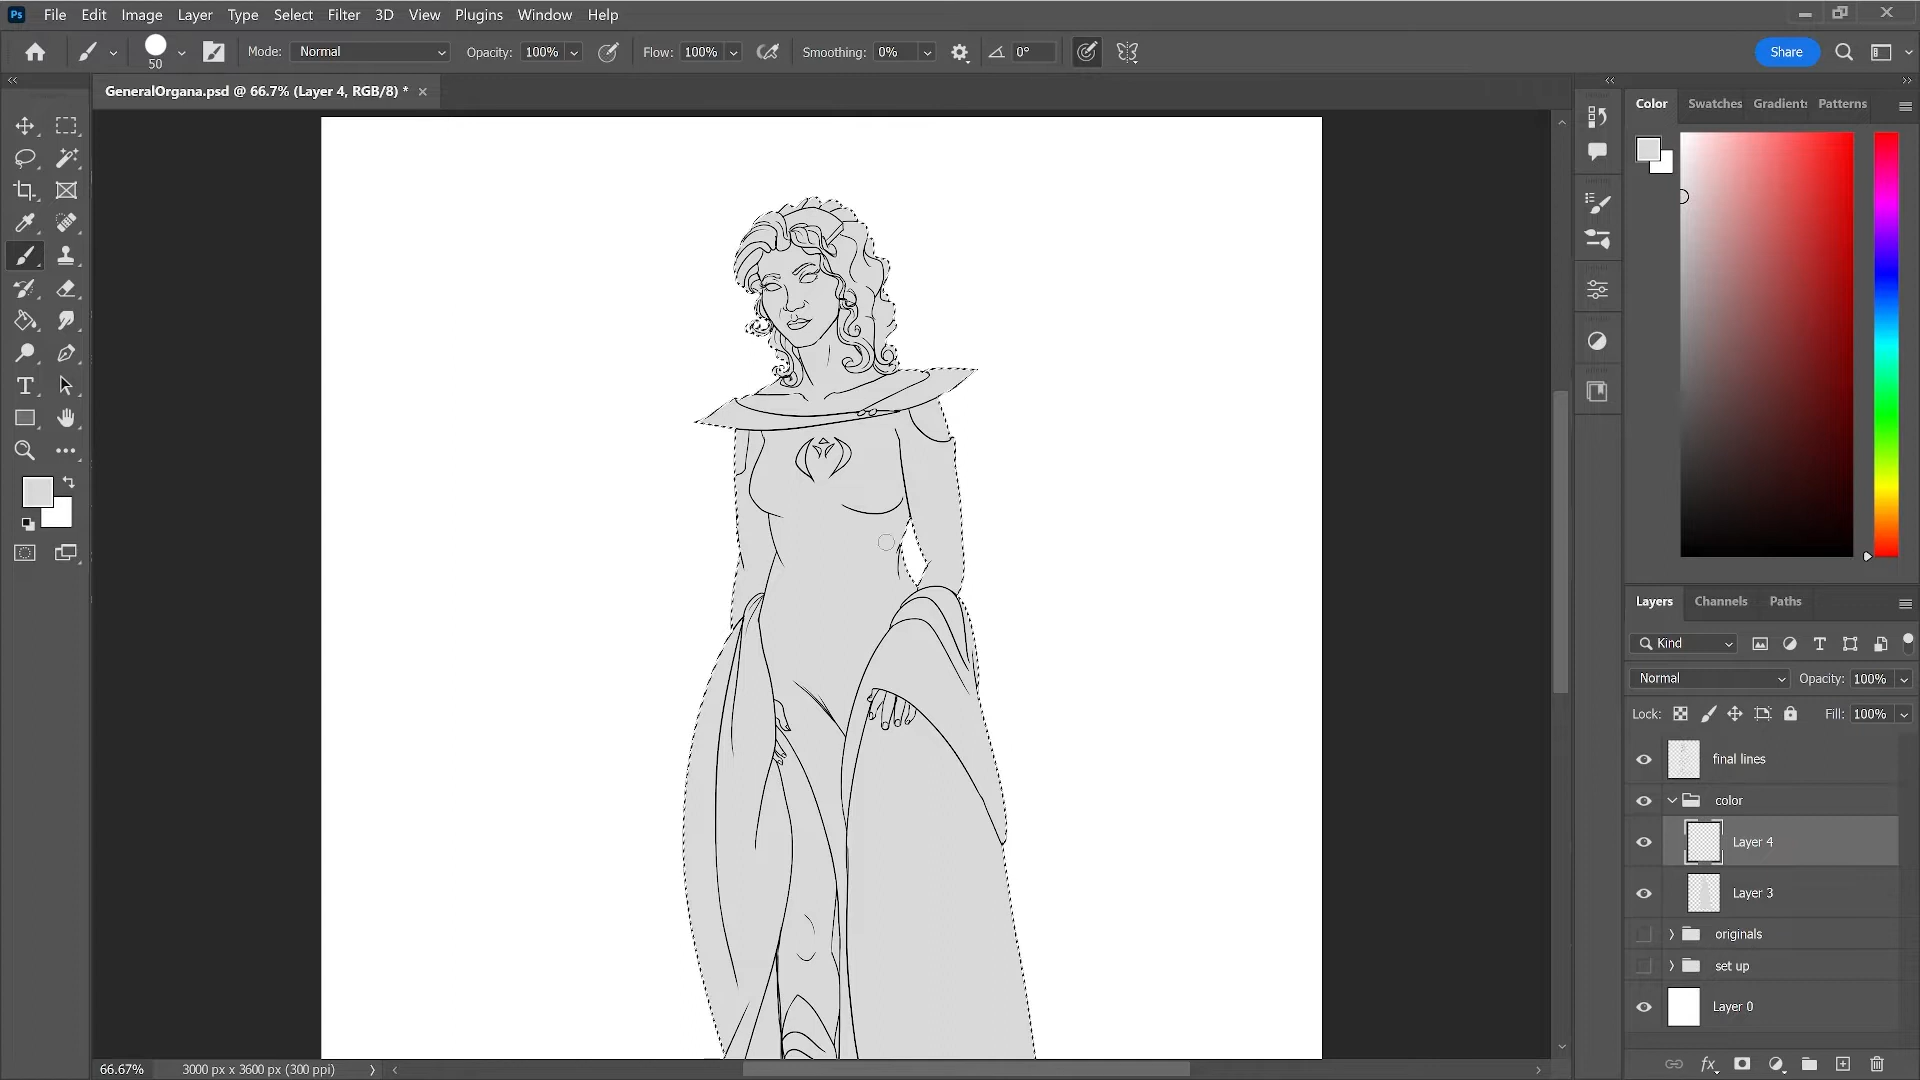 Ps File Edit Image Layer Type Select Filter 3D View Plugins Window Help
50 Mode: Normal Opacity: 100% Flow: 100% Smoothing: 0% 0° Share
GeneralOrgana.psd @ 66.7% (Layer 4, RGB/8) *
Color Swatches Gradients Patterns
Layers Channels Paths
Kind
Normal Opacity: 100%
Lock: Fill: 100%
final lines
color
Layer 4
Layer 3
originals
set up
Layer 0
fx
66.67% 3000 px x 3600 px (300 ppi)